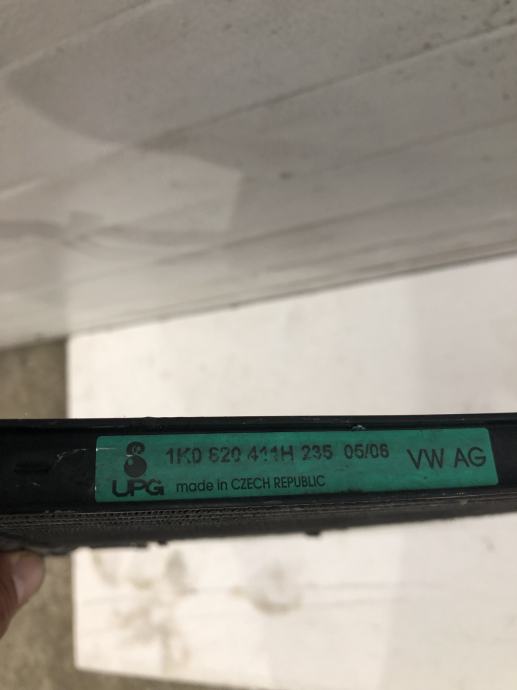 1K0 820 411H 235 05/06 VW AG
UPG made in CZECH REPUBLIC